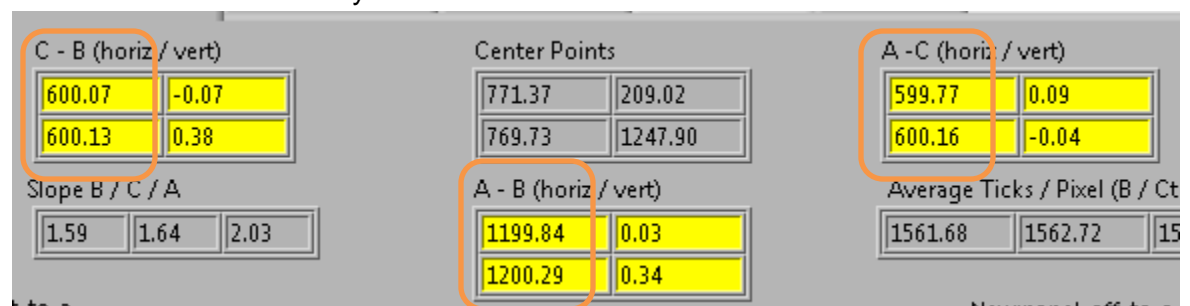 C - B (horiz / vert)
600.07 -0.07
600.13 0.38
Center Points
771.37 209.02
769.73 1247.90
A -C (horiz / vert)
599.77 0.09
600.16 -0.04
Slope B / C / A
1.59 1.64 2.03
A - B (horiz / vert)
1199.84 0.03
1200.29 0.34
Average Ticks / Pixel (B /
1561.68 1562.72